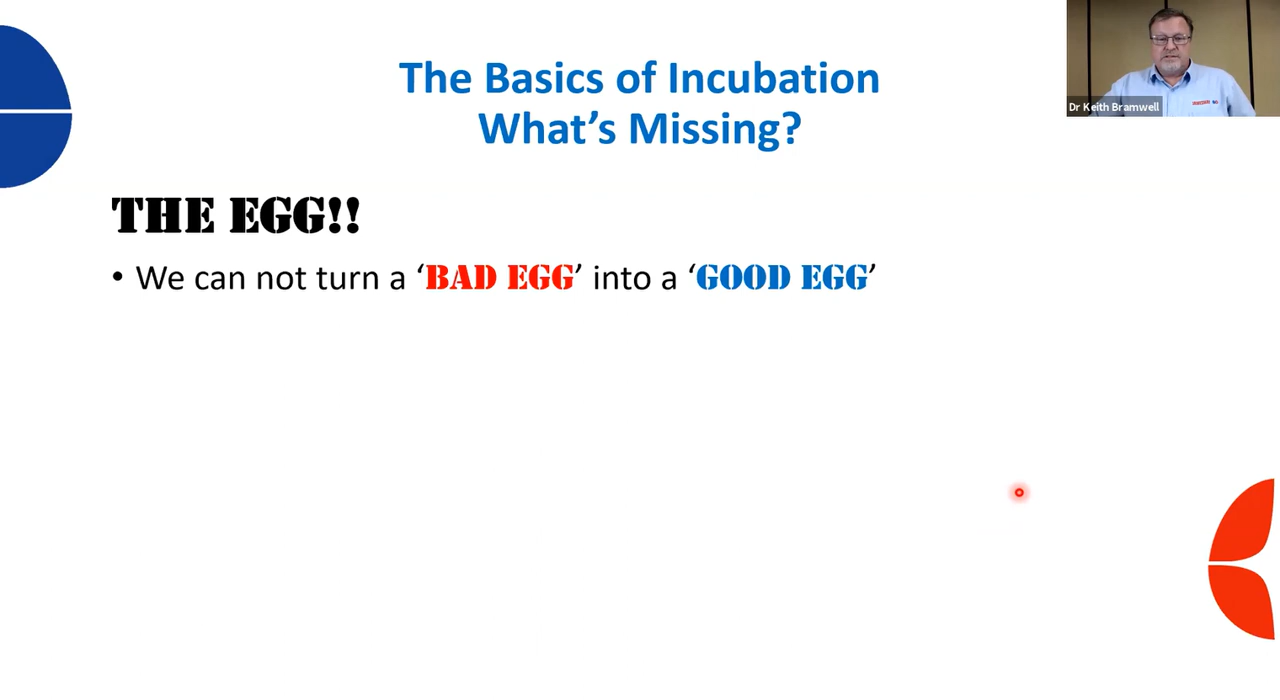 The Basics of Incubation
What's Missing?
Dr Keith Bramwell
THE EGG!!
• We can not turn a ‘BAD EGG’ into a ‘GOOD EGG’